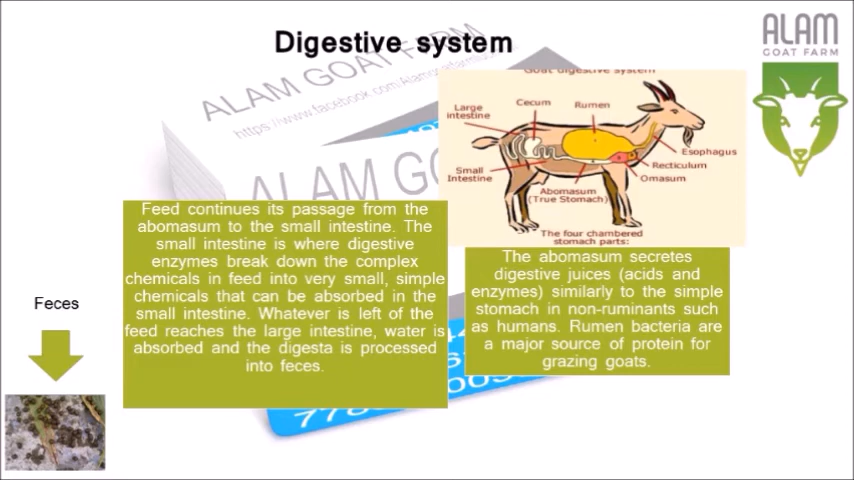 Digestive system
ALAM
GOAT FARM
ALAM GOAT FARM
Goat digestive system
Large
intestine
Cecum
Rumen
Esophagus
Recticulum
Omasum
Small
Intestine
Abomasum
(True Stomach)
The four chambered
stomach parts:
ALAM GOAT
Feed continues its passage from the
abomasum to the small intestine. The
small intestine is where digestive
enzymes break down the complex
chemicals in feed into very small, simple
chemicals that can be absorbed in the
small intestine. Whatever is left of the
feed reaches the large intestine, water is
absorbed and the digesta is processed
into feces.
The abomasum secretes
digestive juices (acids and
enzymes) similarly to the simple
stomach in non-ruminants such
as humans. Rumen bacteria are
a major source of protein for
grazing goats.
Feces